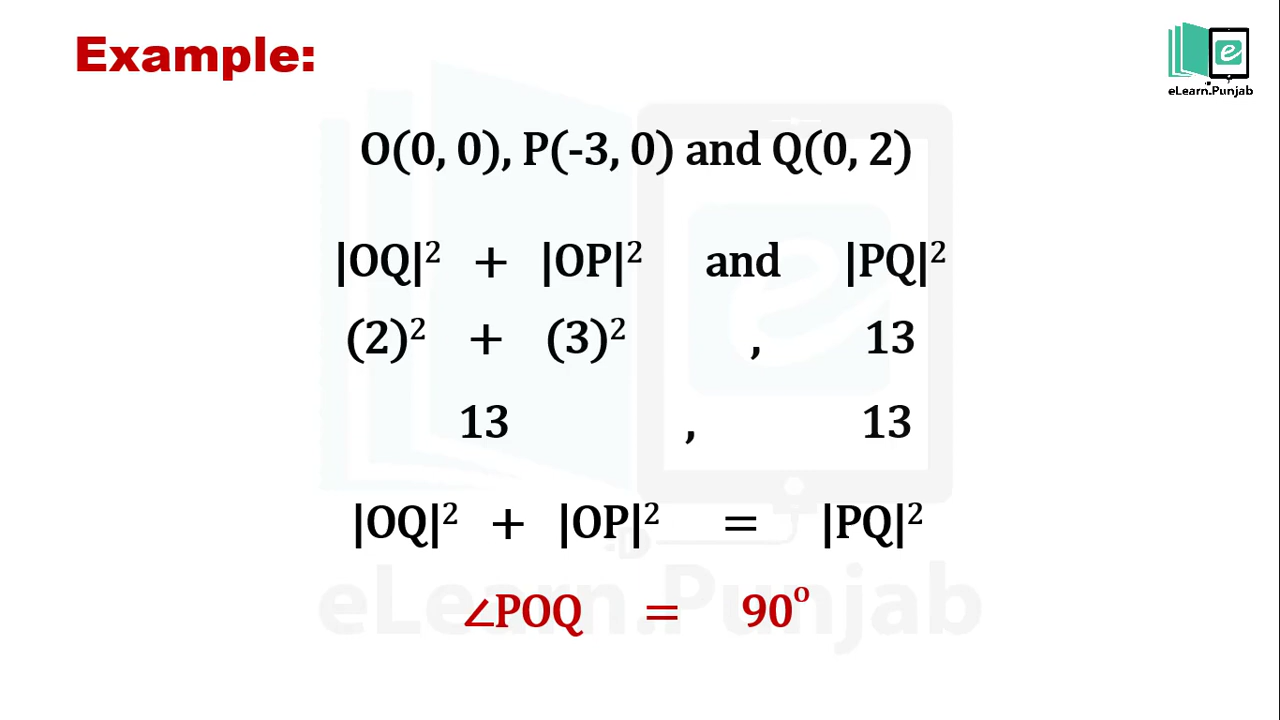 Example:
eLearn.Punjab
O(0, 0), P(-3, 0) and Q(0, 2)
|OQ|² + |OP|² and |PQ|²
(2)² + (3)² , 13
13 , 13
|OQ|² + |OP|² = |PQ|²
∠POQ = 90°
eLearn.Punjab